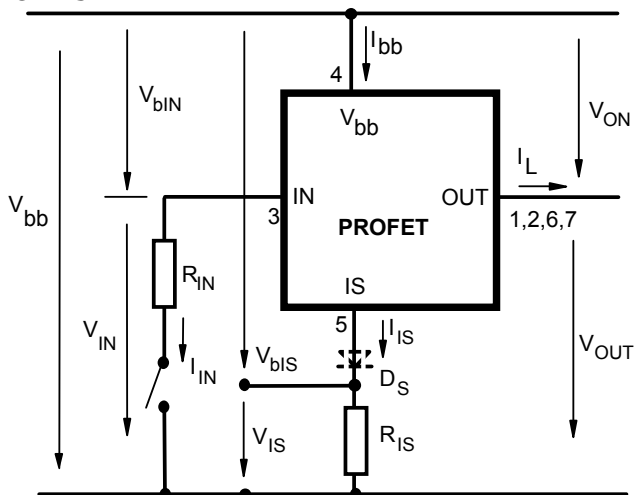 I_bb
4
V_bb
V_bIN
V_ON
I_L
V_bb
IN
OUT
3
PROFET
1,2,6,7
R_IN
IS
5
I_IS
V_IN
I_IN
V_bIS
D_S
V_OUT
V_IS
R_IS